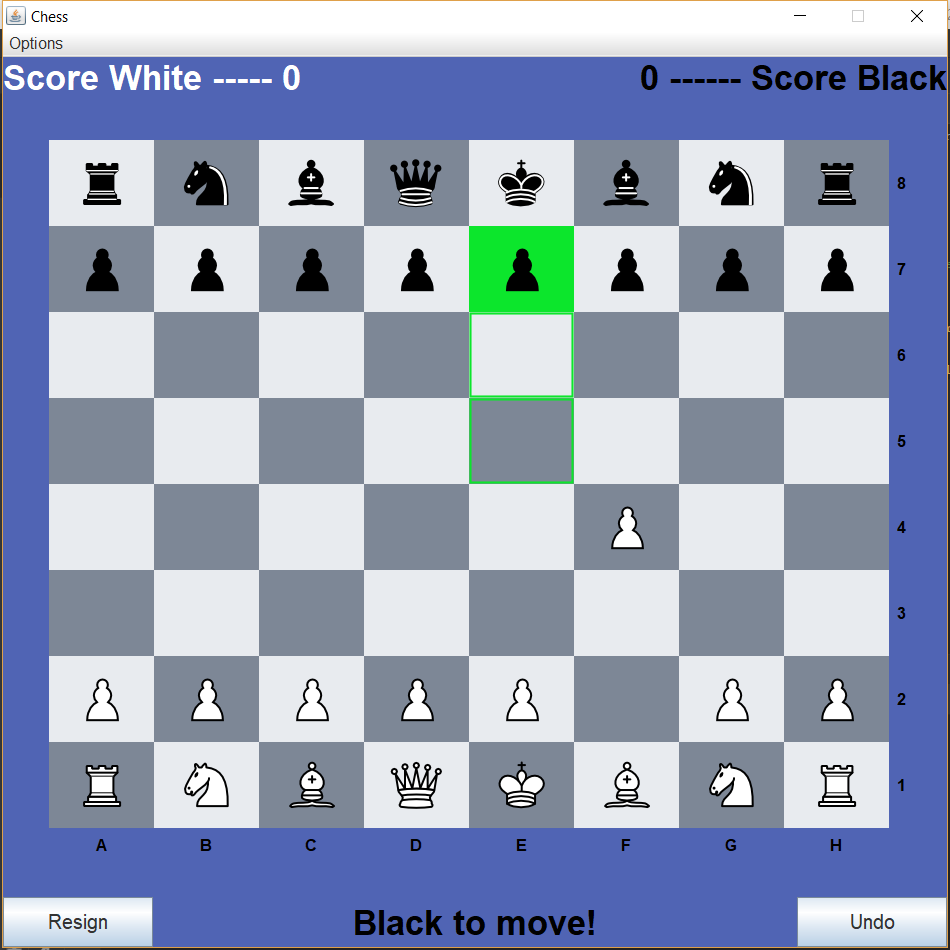 Chess
Options
Score White ----- 0
0 ------ Score Black
8
7
6
5
4
3
2
1
A B C D E F G H
Resign
Black to move!
Undo